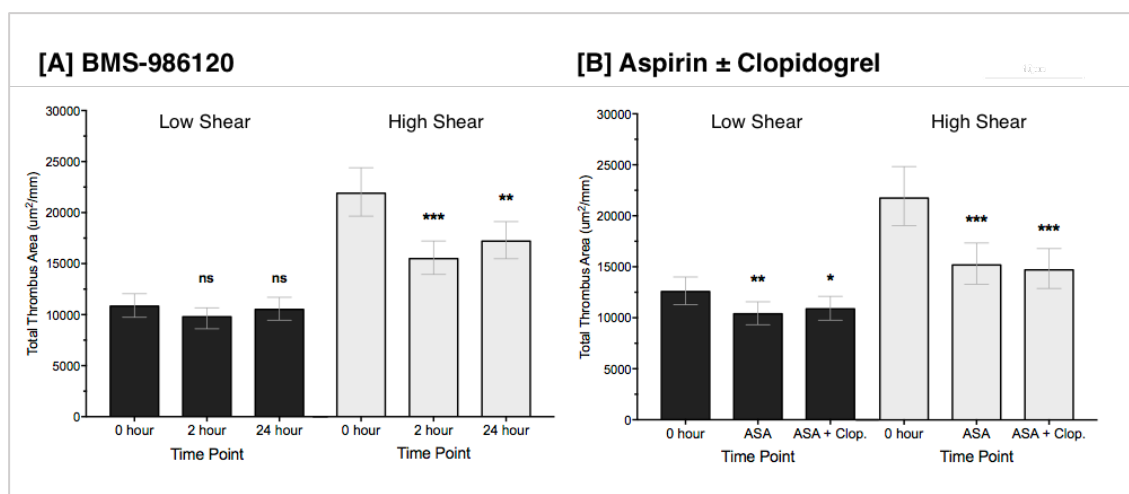 [A] BMS-986120
[B] Aspirin ± Clopidogrel
Low Shear
High Shear
Total Thrombus Area (um²/mm)
30000
25000
20000
15000
10000
5000
0
ns
ns
***
**
0 hour
2 hour
24 hour
0 hour
2 hour
24 hour
Time Point
Time Point
Low Shear
High Shear
Total Thrombus Area (um²/mm)
30000
25000
20000
15000
10000
5000
0
**
*
***
***
0 hour
ASA
ASA + Clop.
0 hour
ASA
ASA + Clop.
Time Point
Time Point